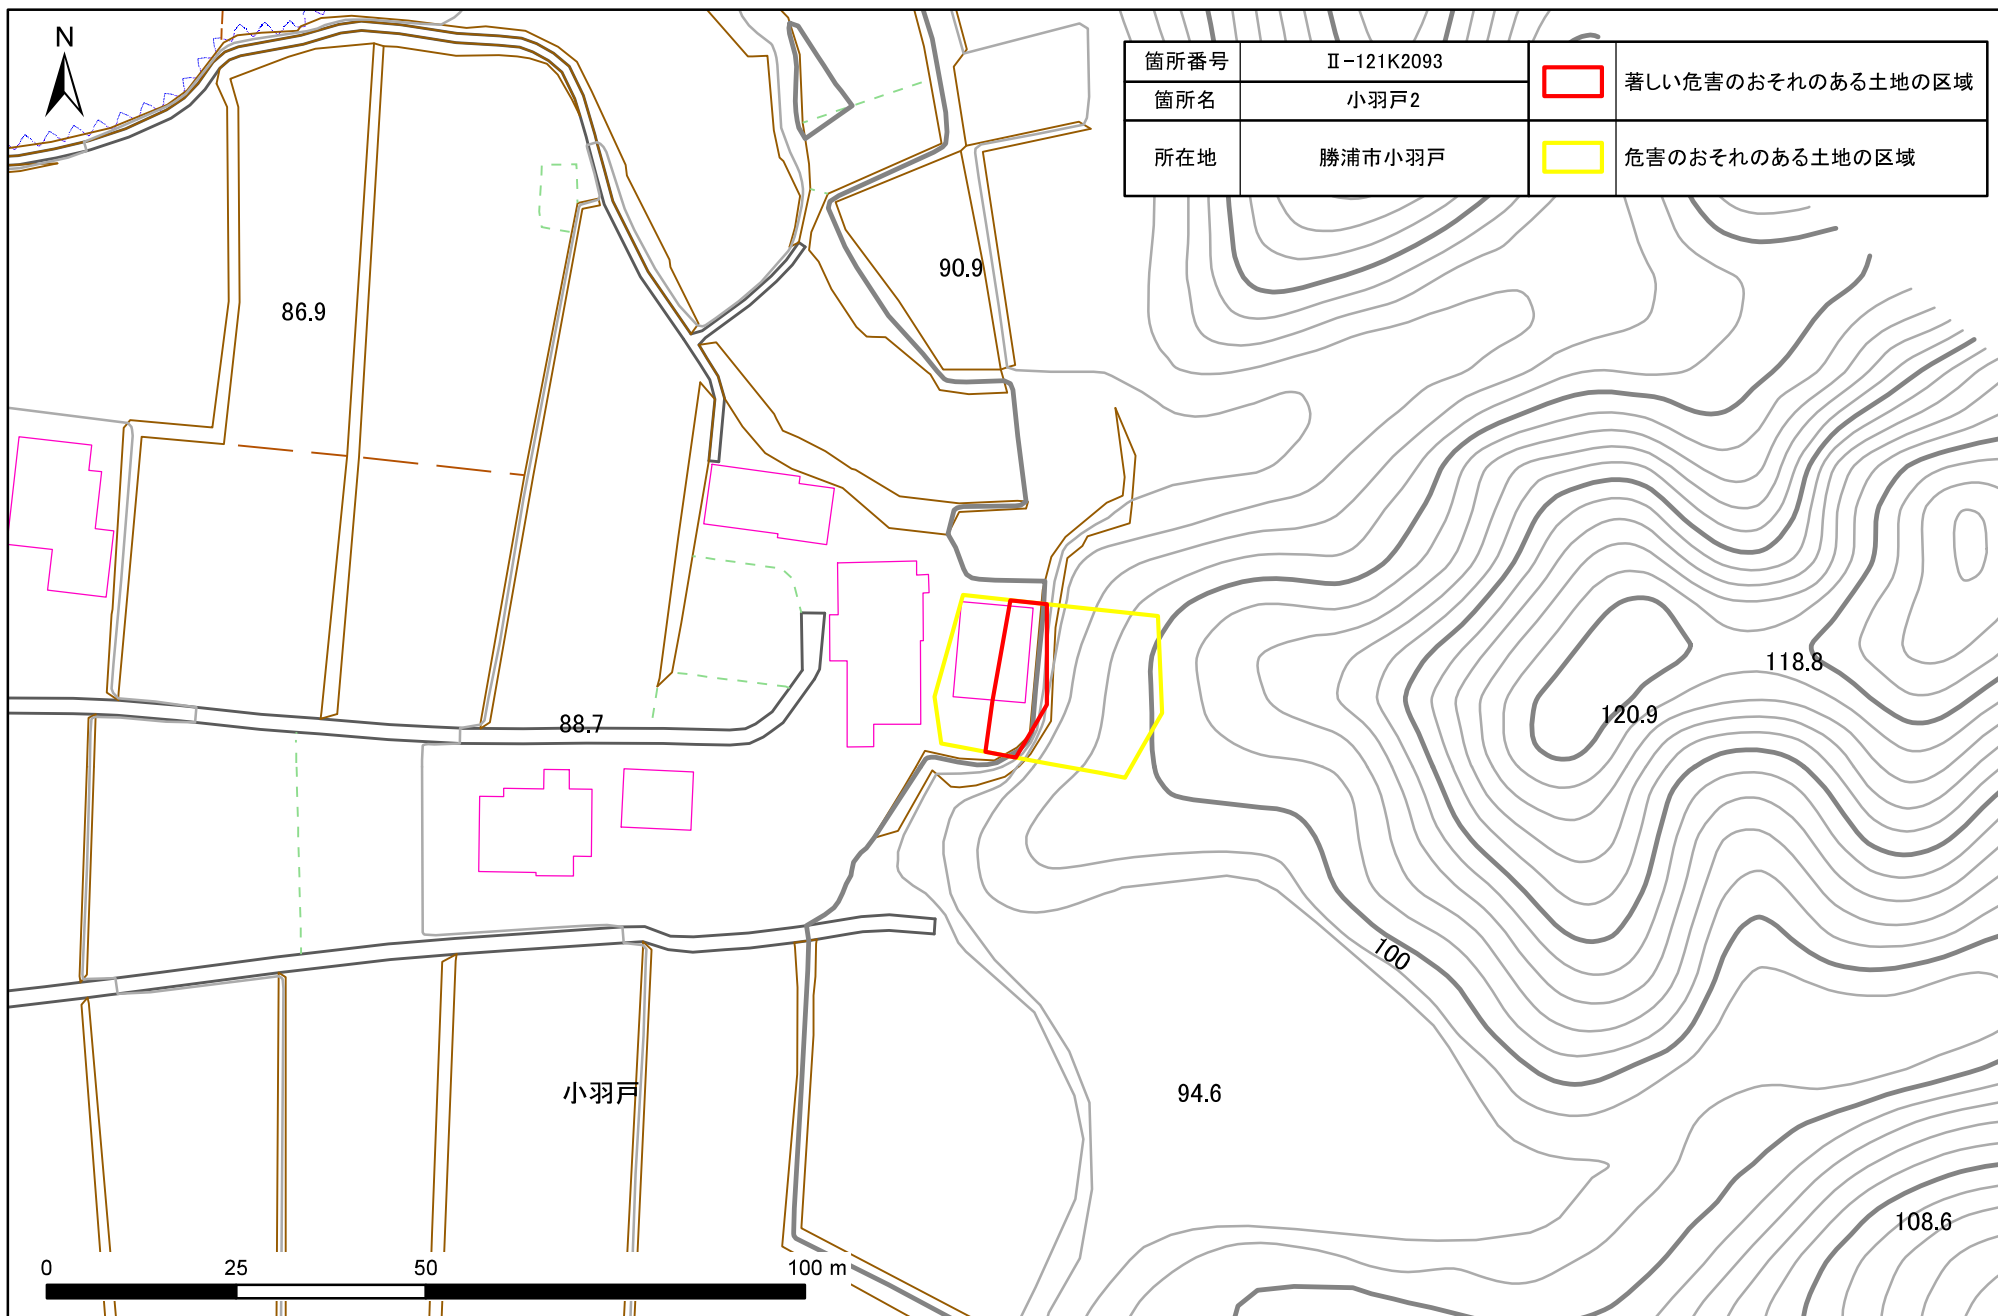 N
箇所番号 Ⅱ-121K2093
箇所名 小羽戸2
所在地 勝浦市小羽戸
著しい危害のおそれのある土地の区域
危害のおそれのある土地の区域
90.9
86.9
118.8
120.9
88.7
100
小羽戸
94.6
108.6
0 25 50 100 m